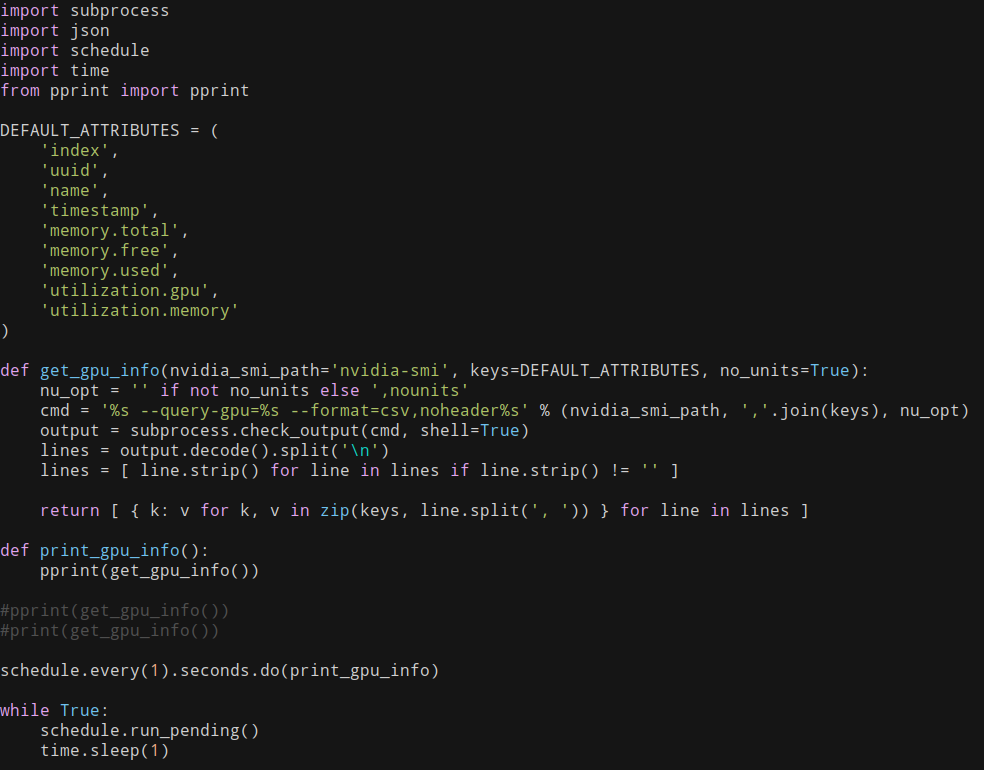 import subprocess
import json
import schedule
import time
from pprint import pprint

DEFAULT_ATTRIBUTES = (
    'index',
    'uuid',
    'name',
    'timestamp',
    'memory.total',
    'memory.free',
    'memory.used',
    'utilization.gpu',
    'utilization.memory'
)

def get_gpu_info(nvidia_smi_path='nvidia-smi', keys=DEFAULT_ATTRIBUTES, no_units=True):
    nu_opt = '' if not no_units else ',nounits'
    cmd = '%s --query-gpu=%s --format=csv,noheader%s' % (nvidia_smi_path, ','.join(keys), nu_opt)
    output = subprocess.check_output(cmd, shell=True)
    lines = output.decode().split('\n')
    lines = [ line.strip() for line in lines if line.strip() != '' ]

    return [ { k: v for k, v in zip(keys, line.split(', ')) } for line in lines ]

def print_gpu_info():
    pprint(get_gpu_info())

#pprint(get_gpu_info())
#print(get_gpu_info())

schedule.every(1).seconds.do(print_gpu_info)

while True:
    schedule.run_pending()
    time.sleep(1)